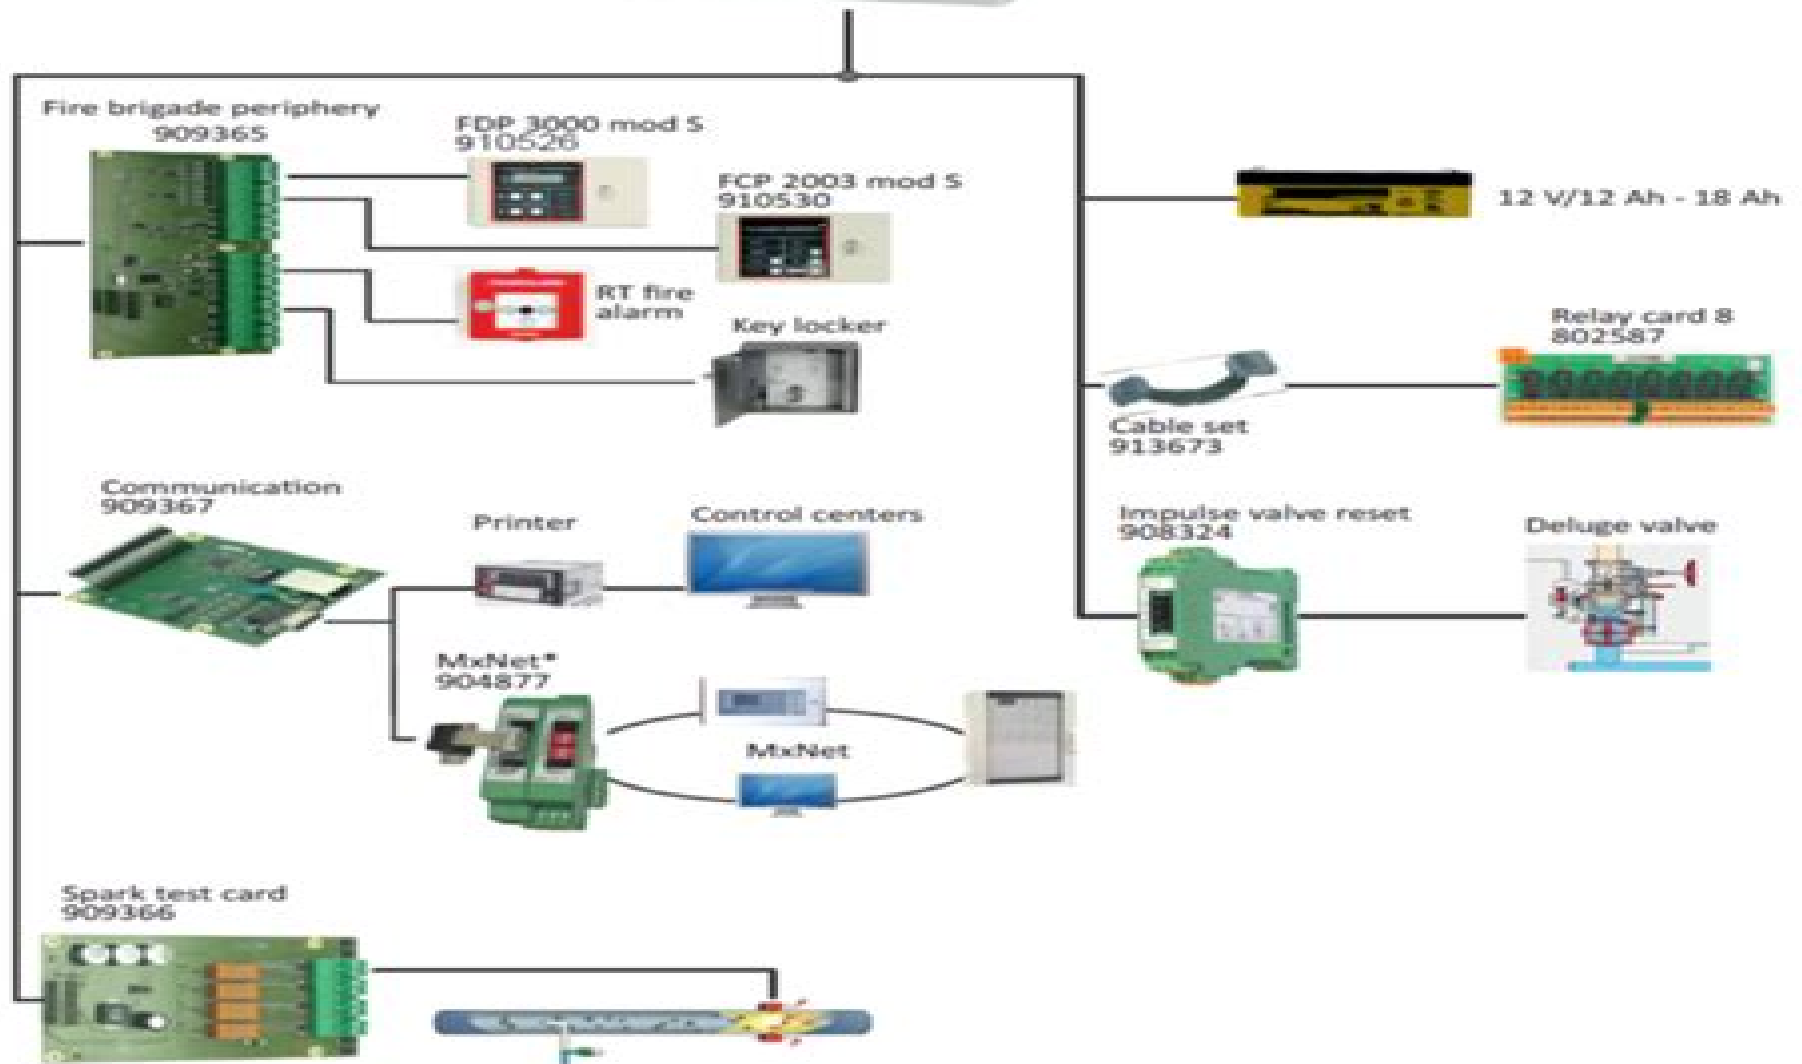 Fire brigade periphery
909365
FDP 3000 mod S
910526
FCP 2003 mod S
910530
RT fire
alarm
Key locker
12 V/12 Ah - 18 Ah
Relay card 8
802587
Cable set
913673
Communication
909367
Printer
Control centers
Impulse valve reset
908324
Deluge valve
MxNet*
904877
MxNet
Spark test card
909366